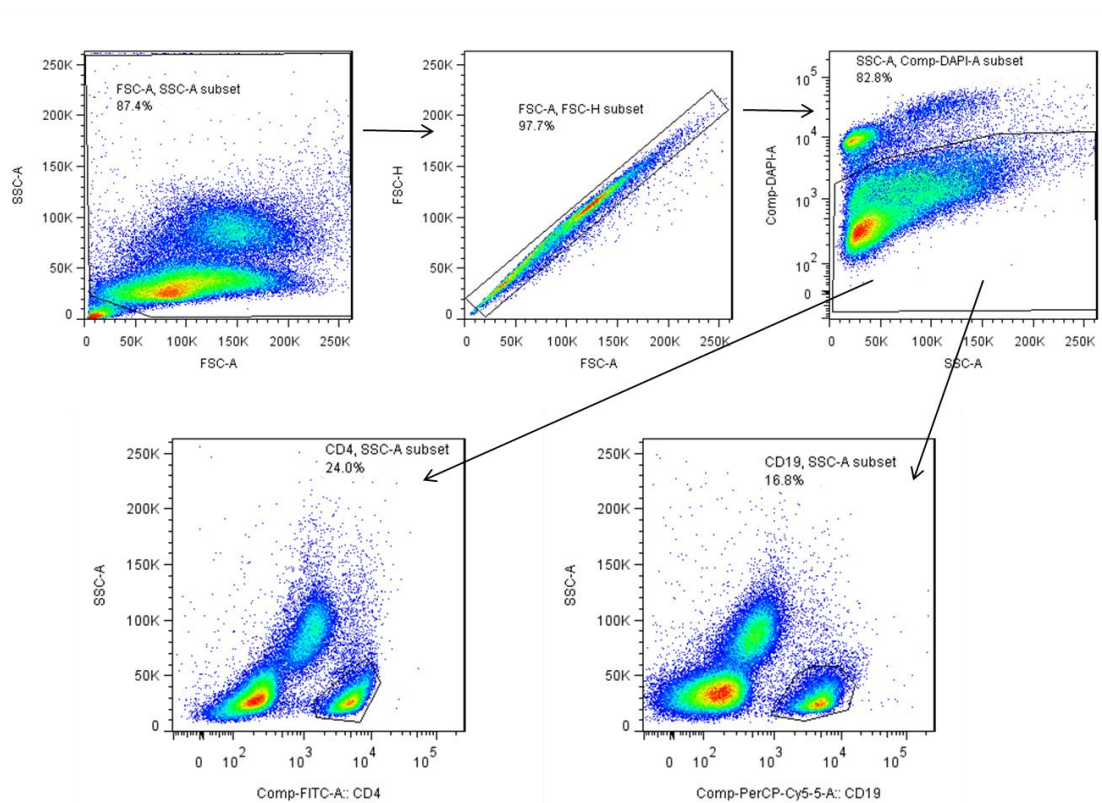 FSC-A, SSC-A subset
87.4%
250K
200K
150K
100K
50K
0
SSC-A
0 50K 100K 150K 200K 250K
FSC-A
FSC-A, FSC-H subset
97.7%
250K
200K
150K
100K
50K
0
FSC-H
0 50K 100K 150K 200K 250K
FSC-A
SSC-A, Comp-DAPI-A subset
82.8%
10^5
10^4
10^3
10^2
0
Comp-DAPI-A
0 50K 100K 150K 200K 250K
SSC-A
CD4, SSC-A subset
24.0%
250K
200K
150K
100K
50K
0
SSC-A
0 10^2 10^3 10^4 10^5
Comp-FITC-A:: CD4
CD19, SSC-A subset
16.8%
250K
200K
150K
100K
50K
0
SSC-A
0 10^2 10^3 10^4 10^5
Comp-PerCP-Cy5-5-A:: CD19